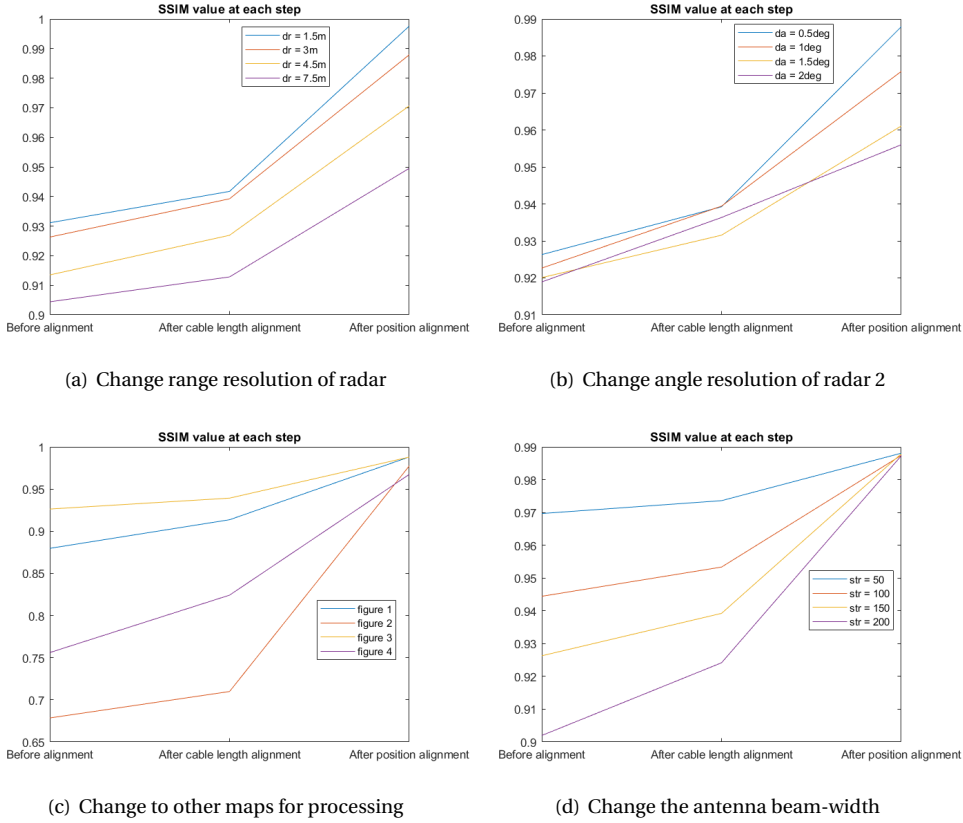 SSIM value at each step
1
0.99
0.98
0.97
0.96
0.95
0.94
0.93
0.92
0.91
0.9
dr = 1.5m
dr = 3m
dr = 4.5m
dr = 7.5m
Before alignment After cable length alignment After position alignment
(a) Change range resolution of radar
SSIM value at each step
0.99
0.98
0.97
0.96
0.95
0.94
0.93
0.92
0.91
da = 0.5deg
da = 1deg
da = 1.5deg
da = 2deg
Before alignment After cable length alignment After position alignment
(b) Change angle resolution of radar 2
SSIM value at each step
1
0.95
0.9
0.85
0.8
0.75
0.7
0.65
figure 1
figure 2
figure 3
figure 4
Before alignment After cable length alignment After position alignment
(c) Change to other maps for processing
SSIM value at each step
0.99
0.98
0.97
0.96
0.95
0.94
0.93
0.92
0.91
0.9
str = 50
str = 100
str = 150
str = 200
Before alignment After cable length alignment After position alignment
(d) Change the antenna beam-width